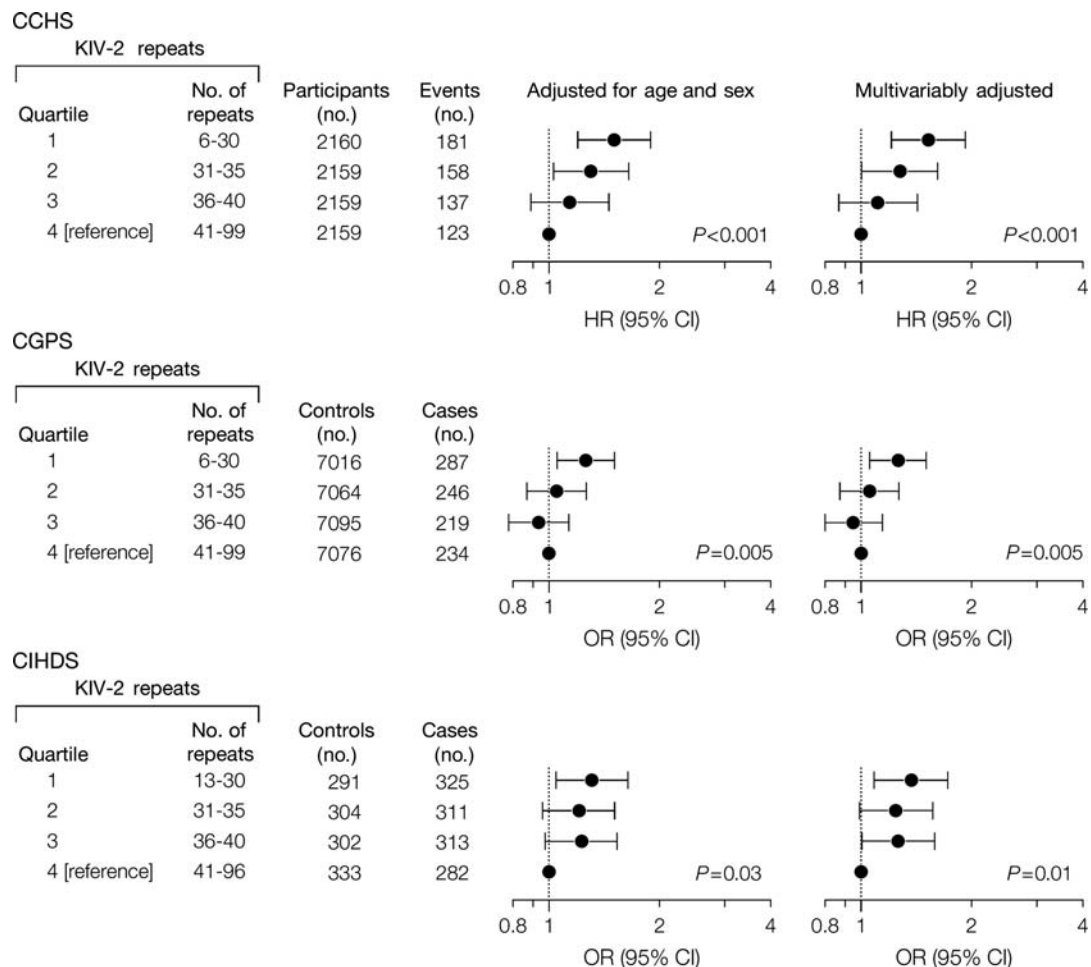 CCHS
KIV-2 repeats
Quartile No. of repeats Participants (no.) Events (no.) Adjusted for age and sex Multivariably adjusted
1 6-30 2160 181
2 31-35 2159 158
3 36-40 2159 137
4 [reference] 41-99 2159 123 P<0.001 P<0.001
0.8 1 2 4 0.8 1 2 4
HR (95% CI) HR (95% CI)
CGPS
KIV-2 repeats
Quartile No. of repeats Controls (no.) Cases (no.)
1 6-30 7016 287
2 31-35 7064 246
3 36-40 7095 219
4 [reference] 41-99 7076 234 P=0.005 P=0.005
0.8 1 2 4 0.8 1 2 4
OR (95% CI) OR (95% CI)
CIHDS
KIV-2 repeats
Quartile No. of repeats Controls (no.) Cases (no.)
1 13-30 291 325
2 31-35 304 311
3 36-40 302 313
4 [reference] 41-96 333 282 P=0.03 P=0.01
0.8 1 2 4 0.8 1 2 4
OR (95% CI) OR (95% CI)